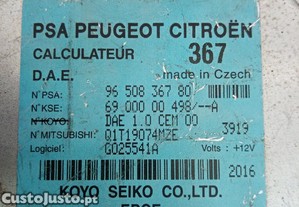 PSA PEUGEOT CITROËN
CALCULATEUR 367
D.A.E. made in Czech
N°PSA: 96 508 367 80
N°KSE: 69 000 00 498/--A
N°KOYO: DAE 1.0 CEM 00
N°MITSUBISHI: Q1T19074MZE 3919
Logiciel: G025541A Volts : +12V
2016
KOYO SEIKO CO.,LTD.
CustoJusto.pt